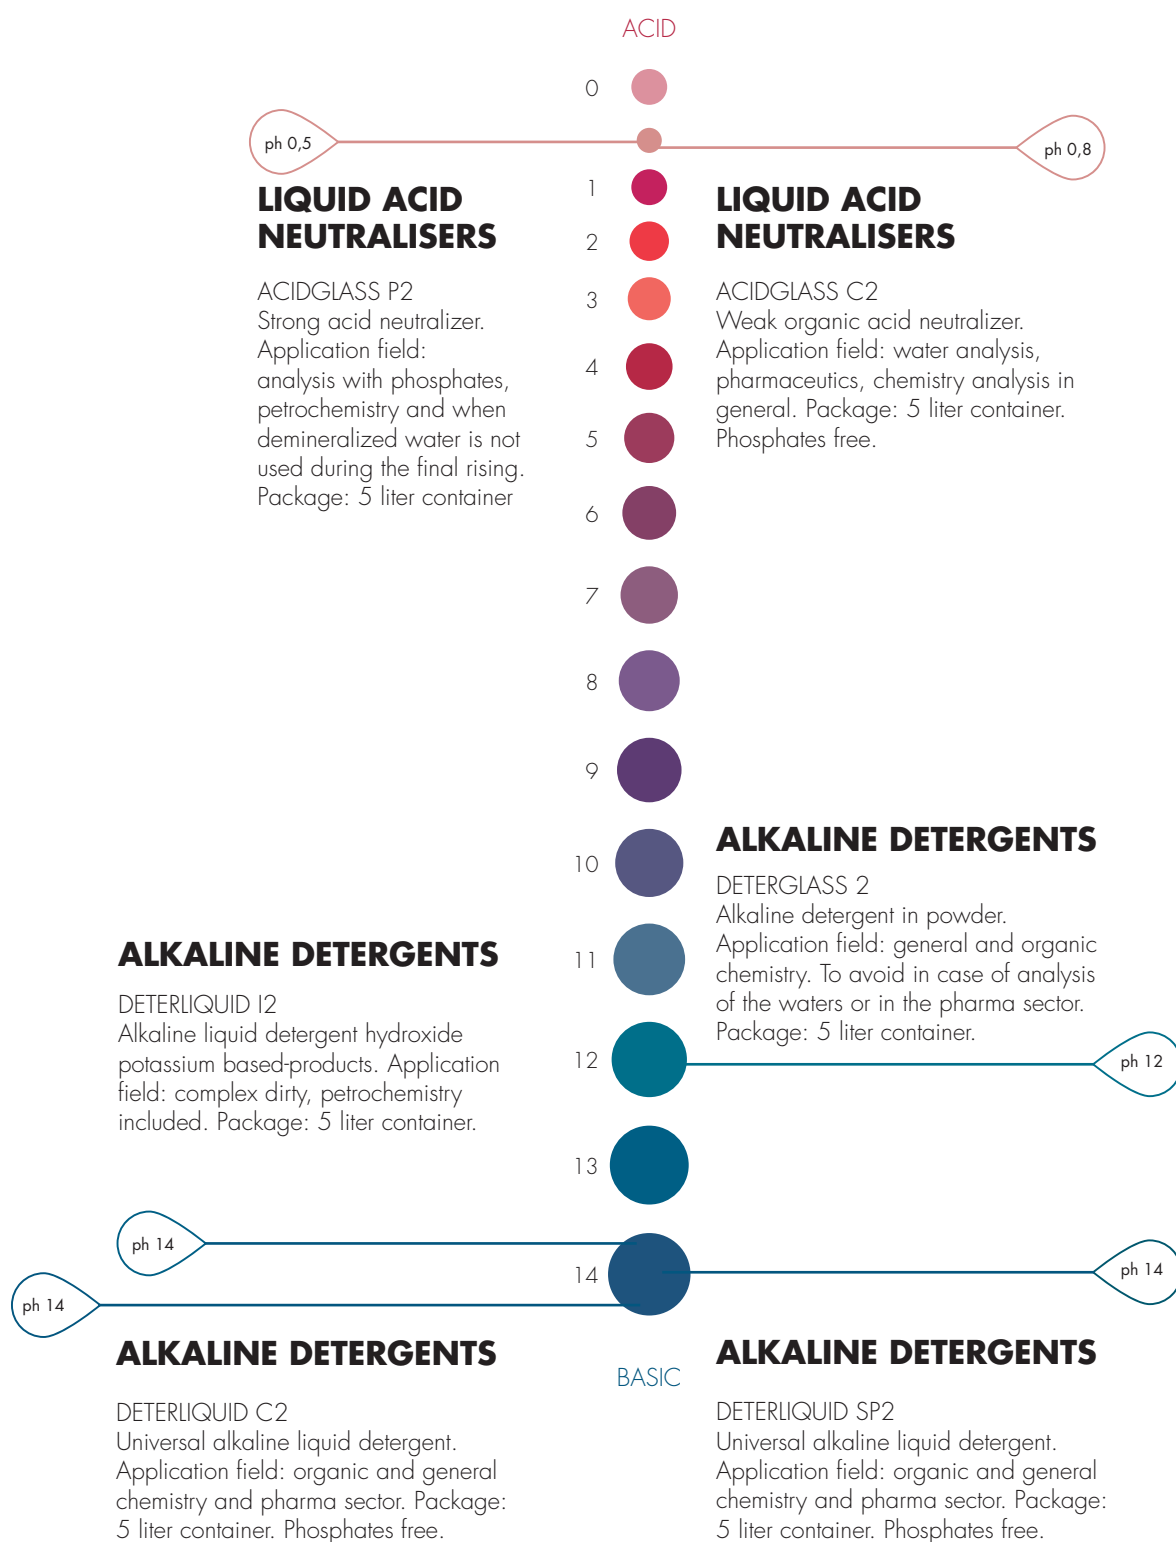 ACID
0
ph 0,5
ph 0,8
1
2
3
4
5
6
7
8
9
10
11
12
13
14
LIQUID ACID
NEUTRALISERS
ACIDGLASS P2
Strong acid neutralizer.
Application field:
analysis with phosphates,
petrochemistry and when
demineralized water is not
used during the final rising.
Package: 5 liter container
LIQUID ACID
NEUTRALISERS
ACIDGLASS C2
Weak organic acid neutralizer.
Application field: water analysis,
pharmaceutics, chemistry analysis in
general. Package: 5 liter container.
Phosphates free.
ALKALINE DETERGENTS
DETERGLASS 2
Alkaline detergent in powder.
Application field: general and organic
chemistry. To avoid in case of analysis
of the waters or in the pharma sector.
Package: 5 liter container.
ph 12
ALKALINE DETERGENTS
DETERLIQUID I2
Alkaline liquid detergent hydroxide
potassium based-products. Application
field: complex dirty, petrochemistry
included. Package: 5 liter container.
ph 14
ph 14
ph 14
ALKALINE DETERGENTS
DETERLIQUID C2
Universal alkaline liquid detergent.
Application field: organic and general
chemistry and pharma sector. Package:
5 liter container. Phosphates free.
BASIC
ALKALINE DETERGENTS
DETERLIQUID SP2
Universal alkaline liquid detergent.
Application field: organic and general
chemistry and pharma sector. Package:
5 liter container. Phosphates free.